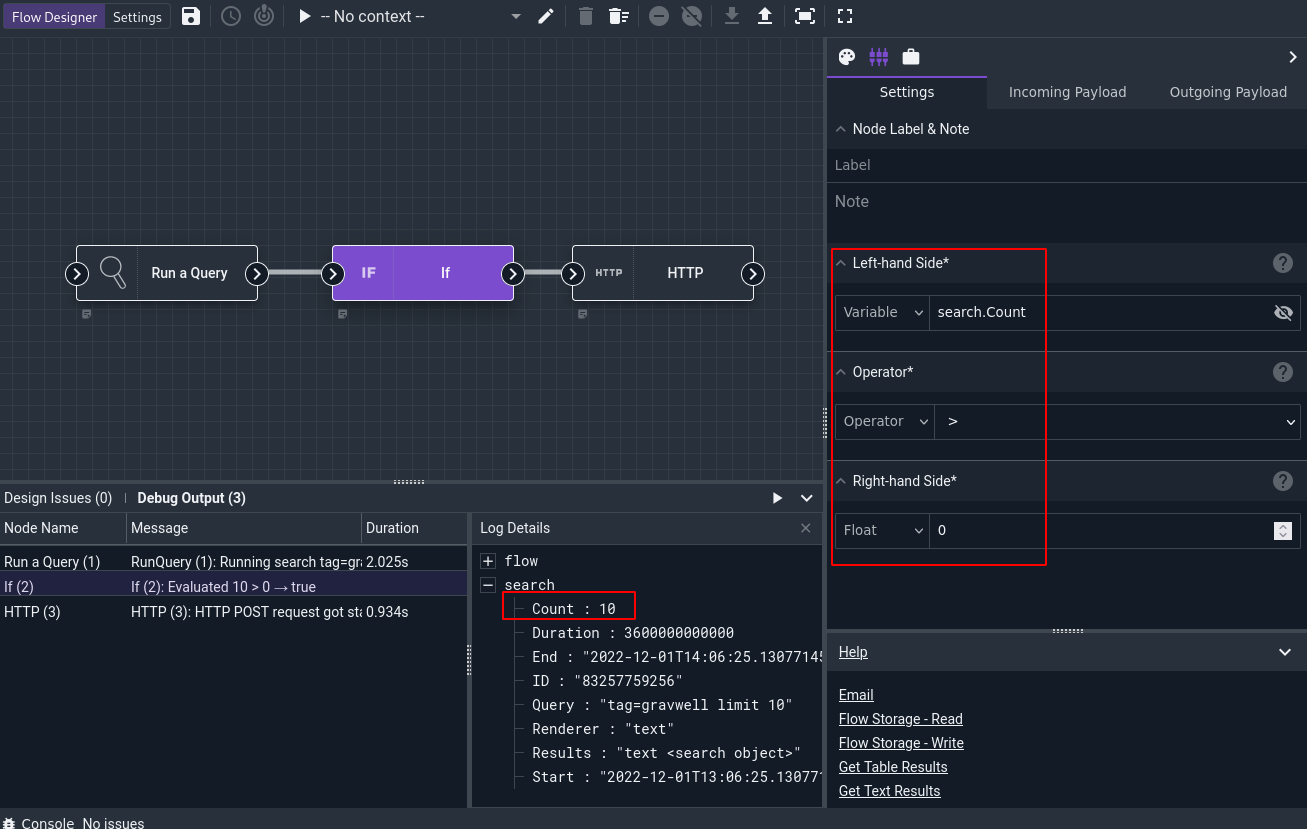 Flow Designer Settings -- No context --
Run a Query
IF If
HTTP HTTP
Settings Incoming Payload Outgoing Payload
Node Label & Note
Label
Note
Left-hand Side*
Variable search.Count
Operator*
Operator >
Right-hand Side*
Float 0
Design Issues (0) Debug Output (3)
Node Name Message Duration
Run a Query (1) RunQuery (1): Running search tag=gra 2.025s
If (2) If (2): Evaluated 10 > 0 → true
HTTP (3) HTTP (3): HTTP POST request got sta 0.934s
Log Details
flow
search
Count : 10
Duration : 3600000000000
End : "2022-12-01T14:06:25.13077145
ID : "83257759256"
Query : "tag=gravwell limit 10"
Renderer : "text"
Results : "text <search object>"
Start : "2022-12-01T13:06:25.13077
Help
Email
Flow Storage - Read
Flow Storage - Write
Get Table Results
Get Text Results
Console No issues